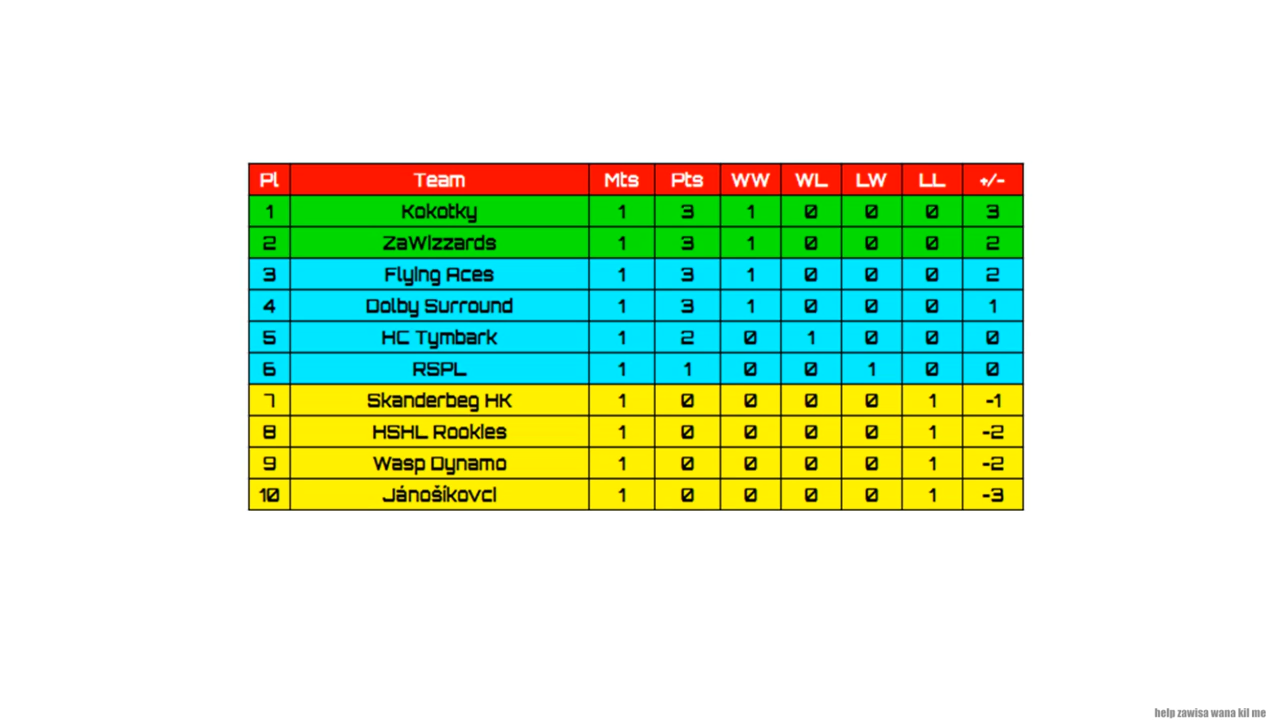 Pl Team Mts Pts WW WL LW LL +/-
1 Kokotky 1 3 1 0 0 0 3
2 ZaWizzards 1 3 1 0 0 0 2
3 Flying Aces 1 3 1 0 0 0 2
4 Dolby Surround 1 3 1 0 0 0 1
5 HC Tymbark 1 2 0 1 0 0 0
6 RSPL 1 1 0 0 1 0 0
7 Skanderbeg HK 1 0 0 0 0 1 -1
8 HSHL Rookies 1 0 0 0 0 1 -2
9 Wasp Dynamo 1 0 0 0 0 1 -2
10 Jánošíkovci 1 0 0 0 0 1 -3
help zawisa wana kil me